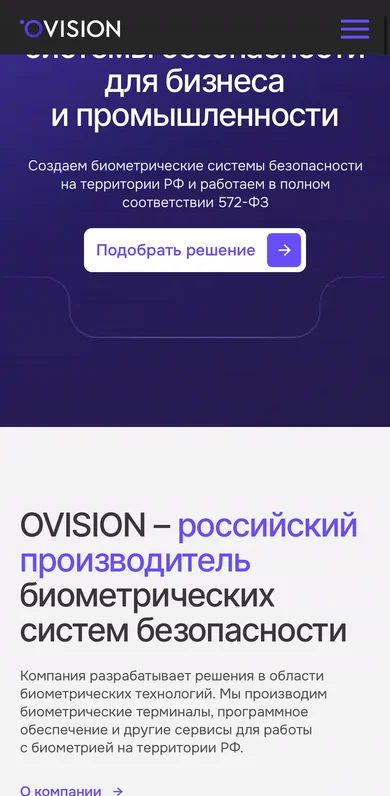 OVISION
системы безопасности
для бизнеса
и промышленности
Создаем биометрические системы безопасности
на территории РФ и работаем в полном
соответствии 572-ФЗ
Подобрать решение
OVISION – российский
производитель
биометрических
систем безопасности
Компания разрабатывает решения в области
биометрических технологий. Мы производим
биометрические терминалы, программное
обеспечение и другие сервисы для работы
с биометрией на территории РФ.
О компании